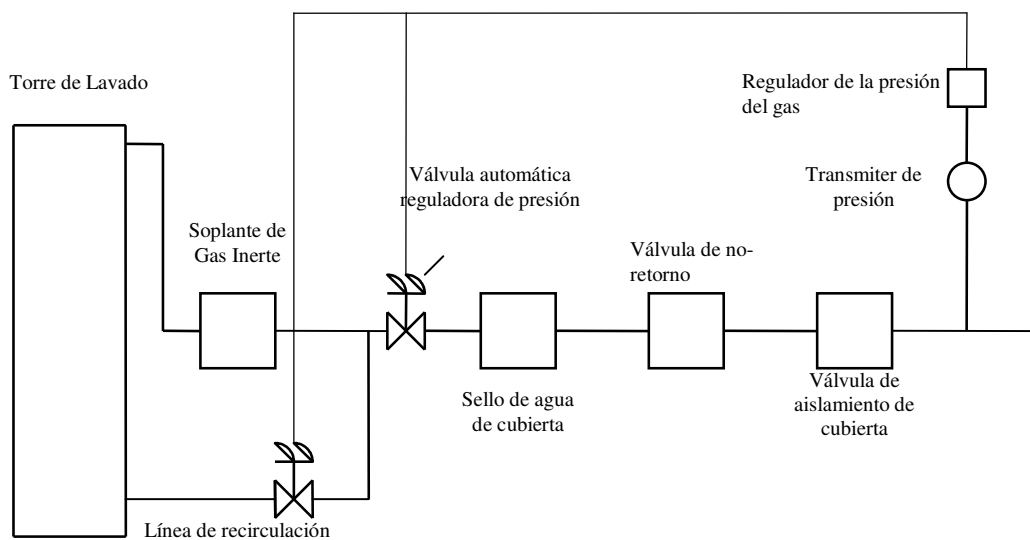 Torre de Lavado
Regulador de la presión
del gas
Válvula automática
reguladora de presión
Transmiter de
presión
Soplante de
Gas Inerte
Válvula de no-
retorno
Sello de agua
de cubierta
Válvula de
aislamiento de
cubierta
Línea de recirculación